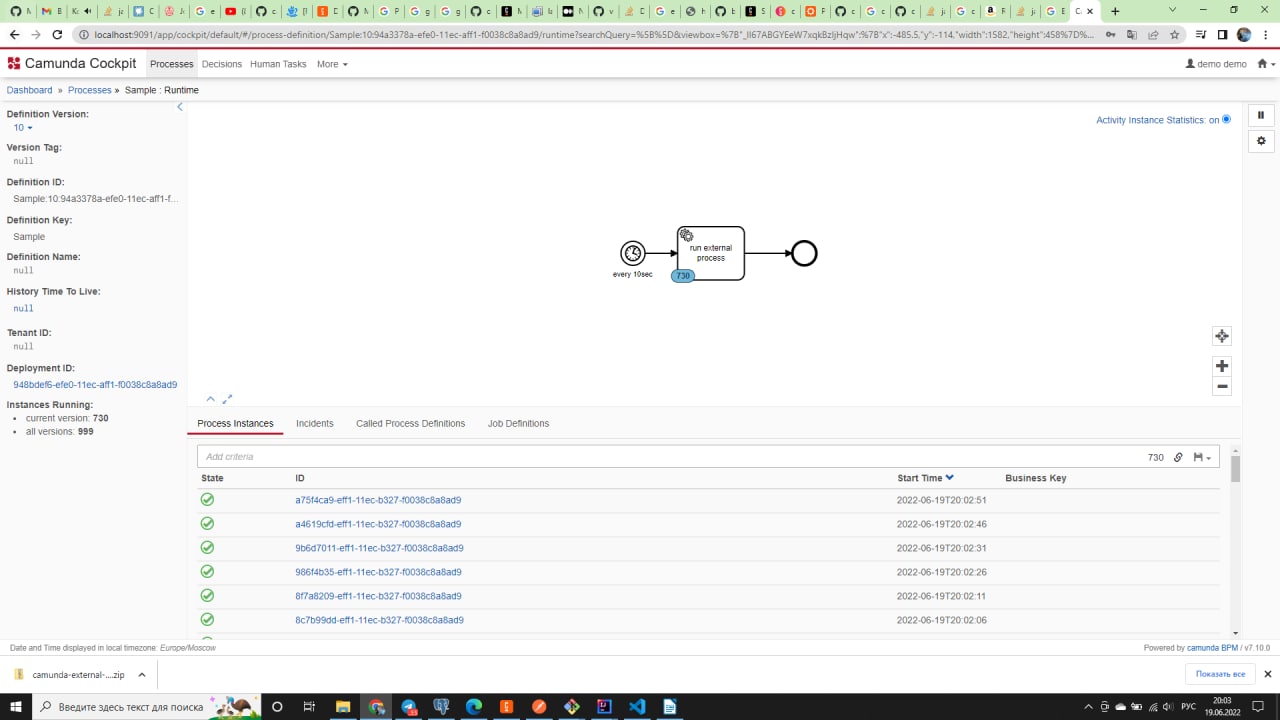 localhost:9091/app/cockpit/default/#/process-definition/Sample:10:94a3378a-efe0-11ec-aff1-f0038c8a8ad9/runtime?searchQuery=%5B%5D&viewbox=%7B"_II67ABGYEeW7xqkBzIjHqw":%7B"x":-485.5,"y":-114,"width":1582,"height":458%7D%...
Camunda Cockpit Processes Decisions Human Tasks More demo demo
Dashboard » Processes » Sample : Runtime
Definition Version:
10
Version Tag:
null
Definition ID:
Sample:10:94a3378a-efe0-11ec-aff1-f...
Definition Key:
Sample
Definition Name:
null
History Time To Live:
null
Tenant ID:
null
Deployment ID:
948bdef6-efe0-11ec-aff1-f0038c8a8ad9
Instances Running:
current version: 730
all versions: 999
Activity Instance Statistics: on
run external
process
every 10sec
730
Process Instances Incidents Called Process Definitions Job Definitions
Add criteria 730
State ID Start Time Business Key
a75f4ca9-eff1-11ec-b327-f0038c8a8ad9 2022-06-19T20:02:51
a4619cfd-eff1-11ec-b327-f0038c8a8ad9 2022-06-19T20:02:46
9b6d7011-eff1-11ec-b327-f0038c8a8ad9 2022-06-19T20:02:31
986f4b35-eff1-11ec-b327-f0038c8a8ad9 2022-06-19T20:02:26
8f7a8209-eff1-11ec-b327-f0038c8a8ad9 2022-06-19T20:02:11
8c7b99dd-eff1-11ec-b327-f0038c8a8ad9 2022-06-19T20:02:06
Date and Time displayed in local timezone: Europe/Moscow Powered by camunda BPM / v7.10.0
camunda-external-....zip Показать все
Введите здесь текст для поиска РУС 20:03
19.06.2022